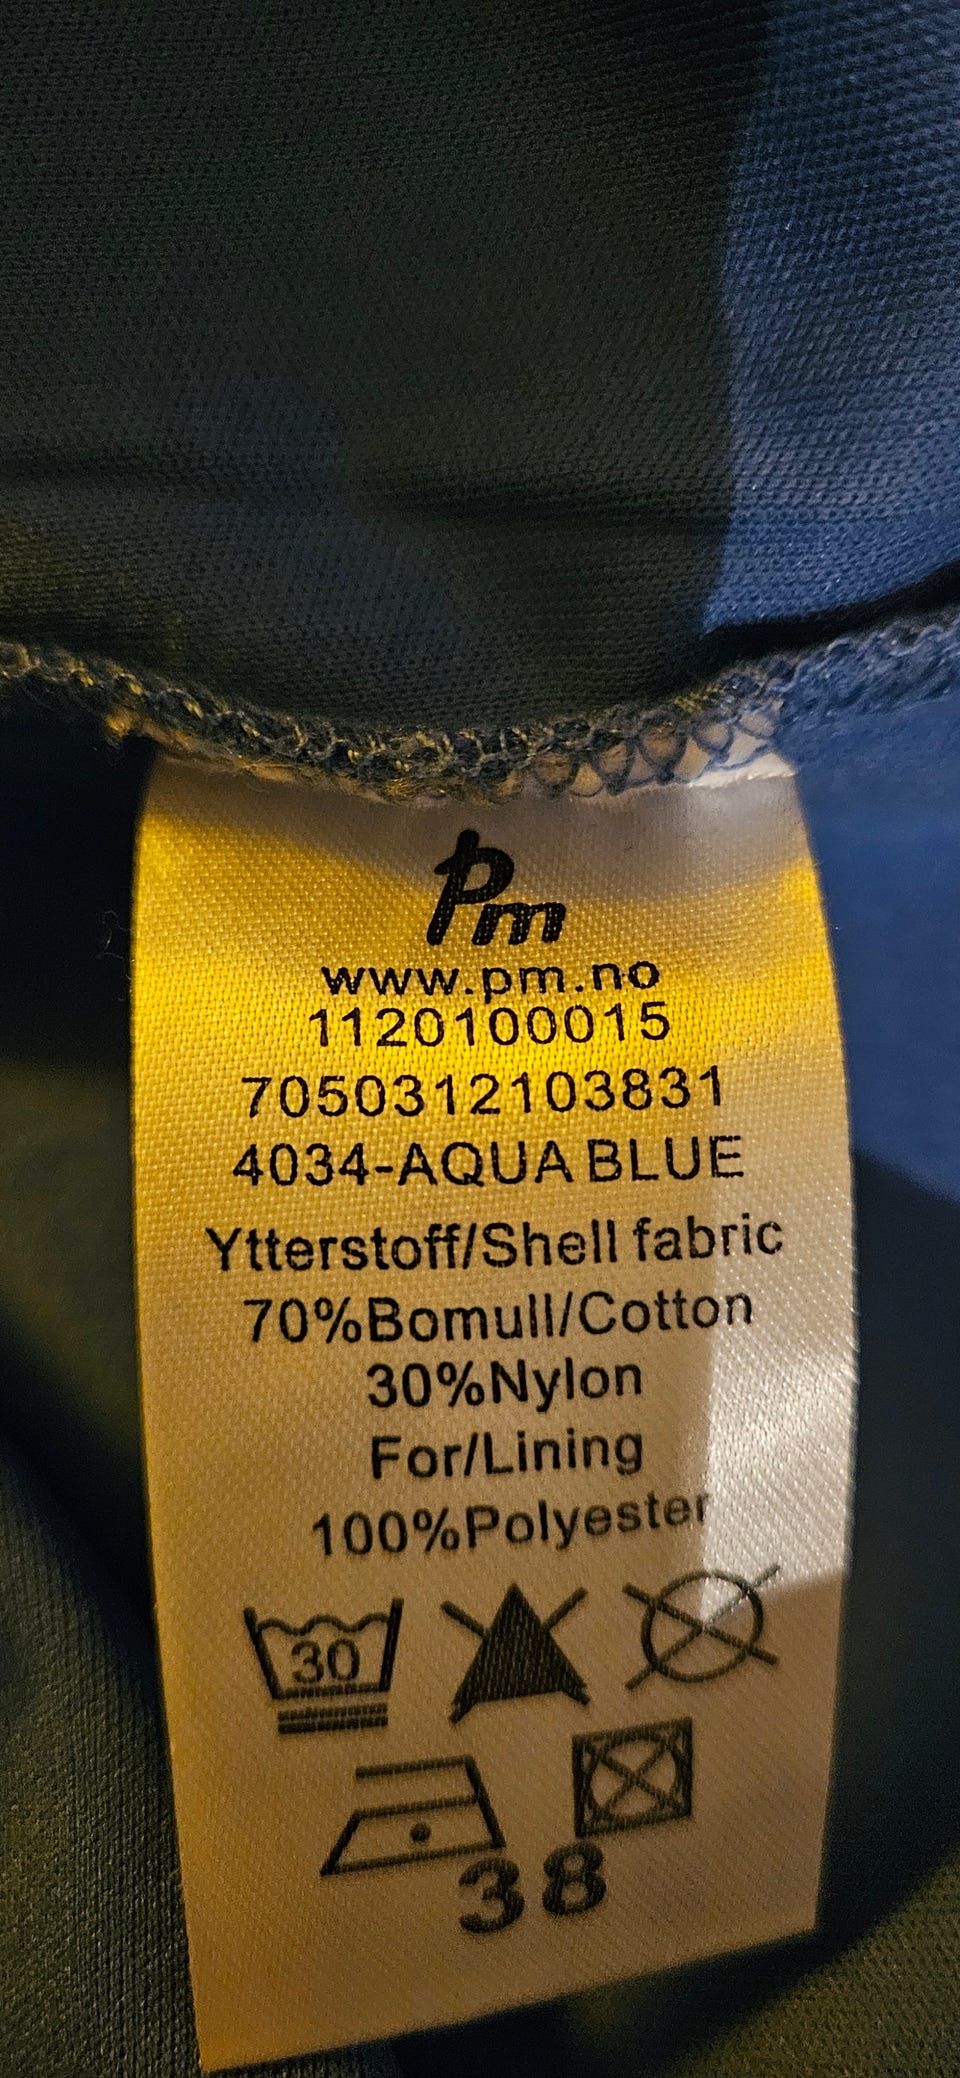 Pm
www.pm.no
1120100015
7050312103831
4034-AQUA BLUE
Ytterstoff/Shell fabric
70%Bomull/Cotton
30%Nylon
For/Lining
100%Polyester
30
38